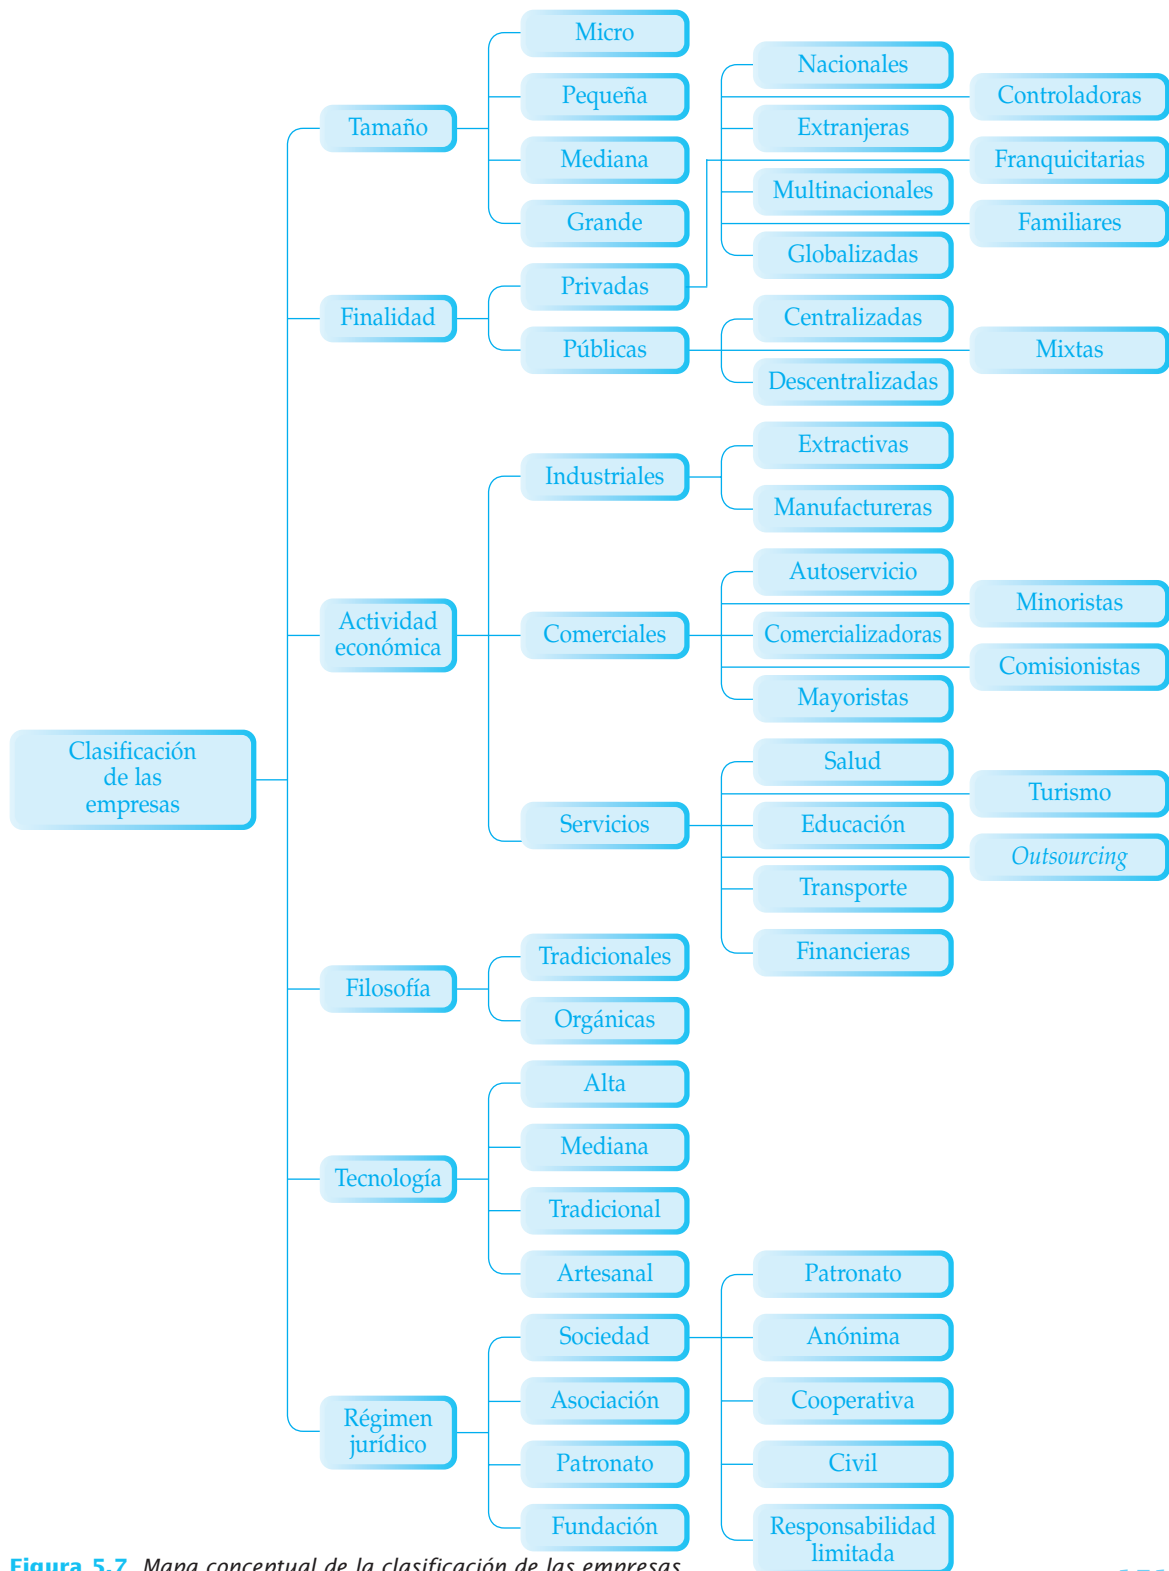 Clasificación
de las
empresas
Tamaño
Micro
Pequeña
Mediana
Grande
Finalidad
Privadas
Nacionales
Controladoras
Extranjeras
Franquicitarias
Multinacionales
Familiares
Globalizadas
Públicas
Centralizadas
Mixtas
Descentralizadas
Actividad
económica
Industriales
Extractivas
Manufactureras
Comerciales
Autoservicio
Minoristas
Comercializadoras
Comisionistas
Mayoristas
Servicios
Salud
Turismo
Educación
Outsourcing
Transporte
Financieras
Filosofía
Tradicionales
Orgánicas
Tecnología
Alta
Mediana
Tradicional
Artesanal
Régimen
jurídico
Sociedad
Patronato
Anónima
Cooperativa
Civil
Responsabilidad
limitada
Asociación
Patronato
Fundación
Figura 5.7 Mapa conceptual de la clasificación de las empresas